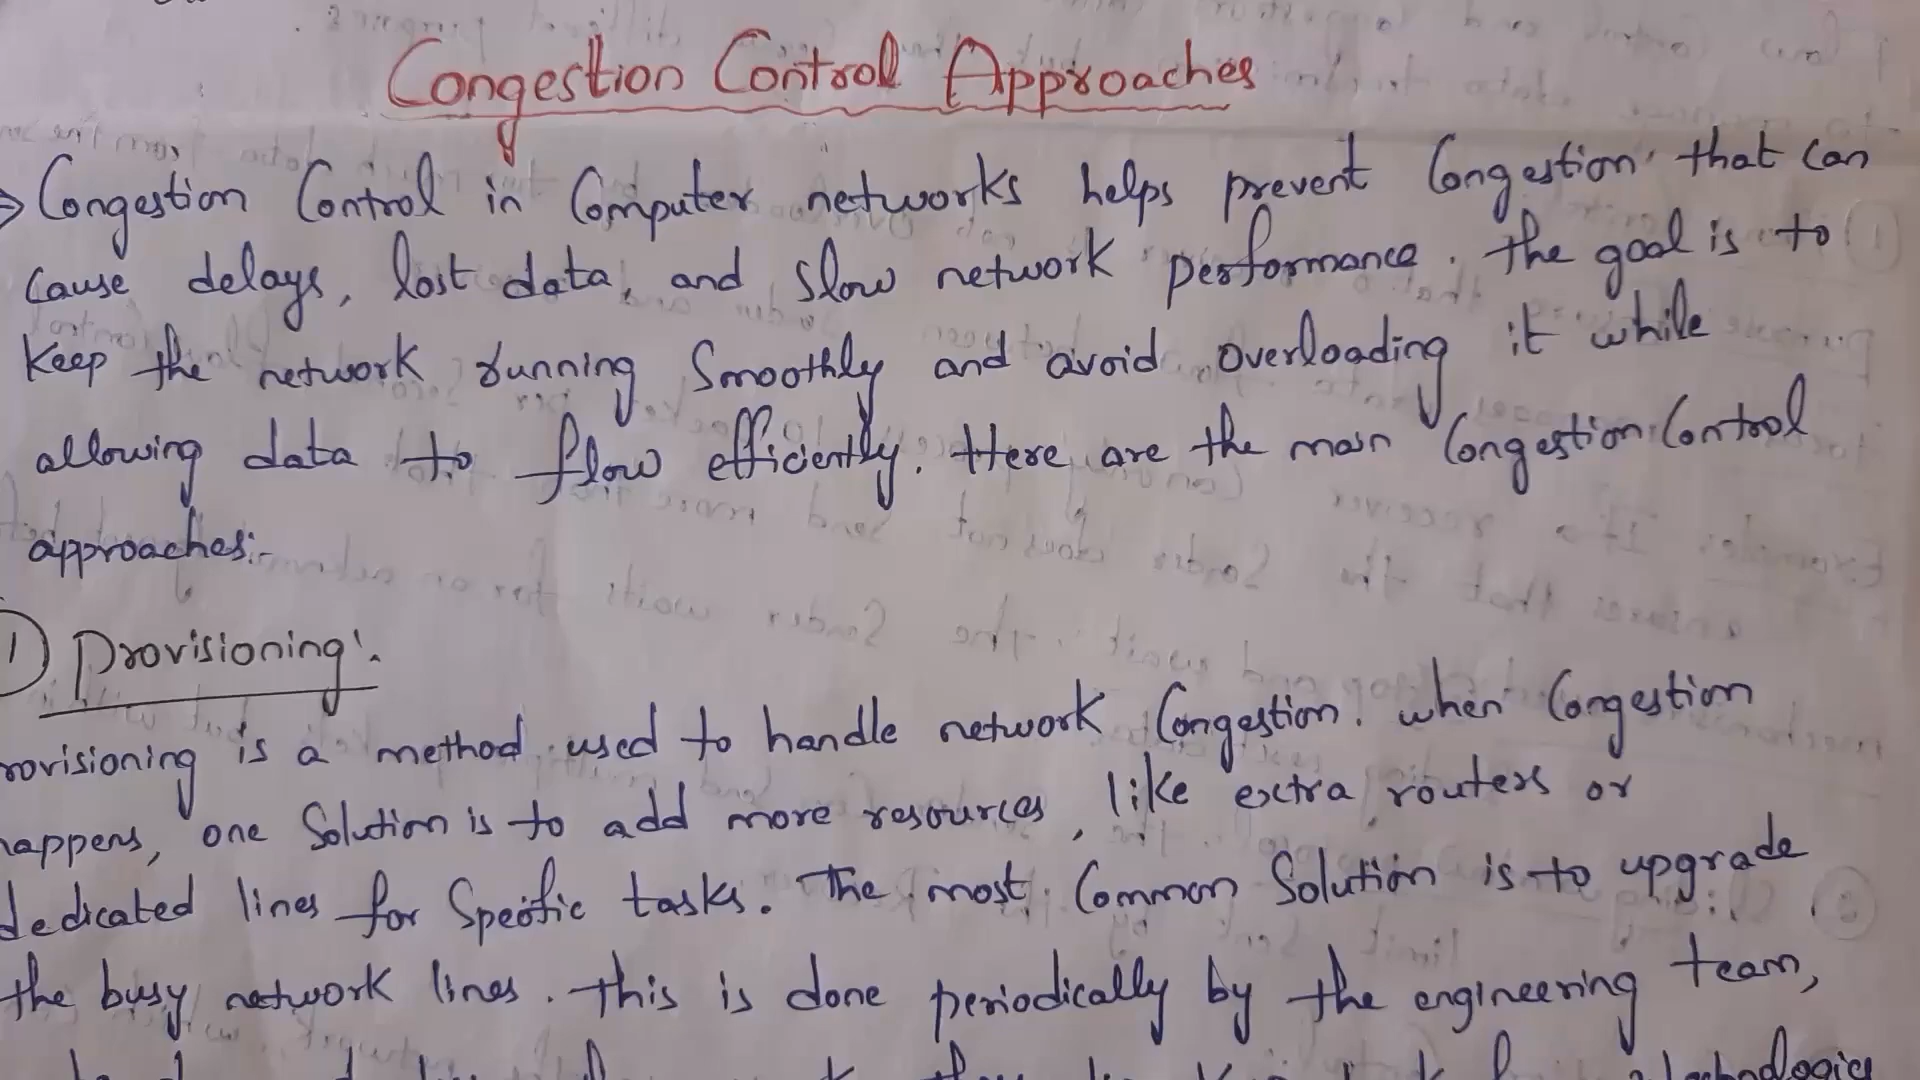 Congestion Control Approaches
⇒ Congestion Control in Computer networks helps prevent Congestion that can
cause delays, lost data, and slow network performance. the goal is to
keep the network running smoothly and avoid overloading it while
allowing data to flow efficiently. Here are the main Congestion Control
approaches:-
1) Provisioning:
rovisioning is a method used to handle network Congestion. when Congestion
happens, one Solution is to add more resources, like extra routers or
dedicated lines for Specific tasks. The most Common Solution is to upgrade
the busy network lines. this is done periodically by the engineering team,
technologies